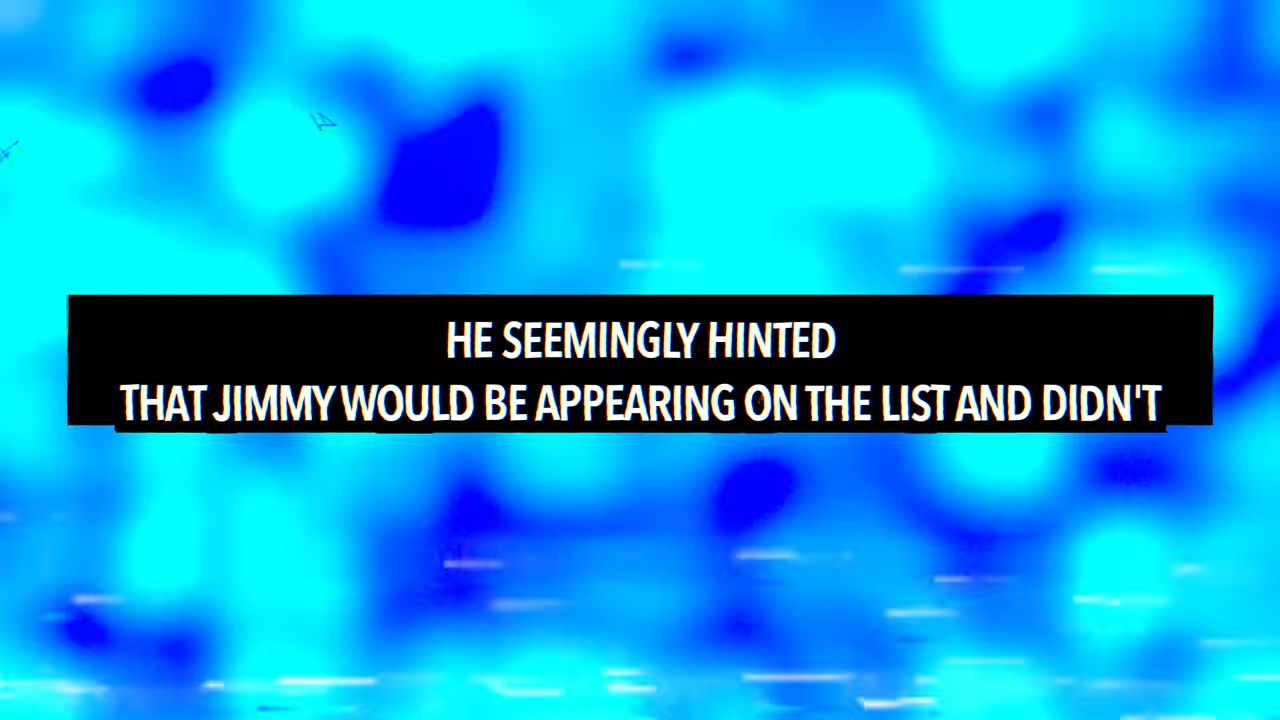 HE SEEMINGLY HINTED
THAT JIMMY WOULD BE APPEARING ON THE LIST AND DIDN'T